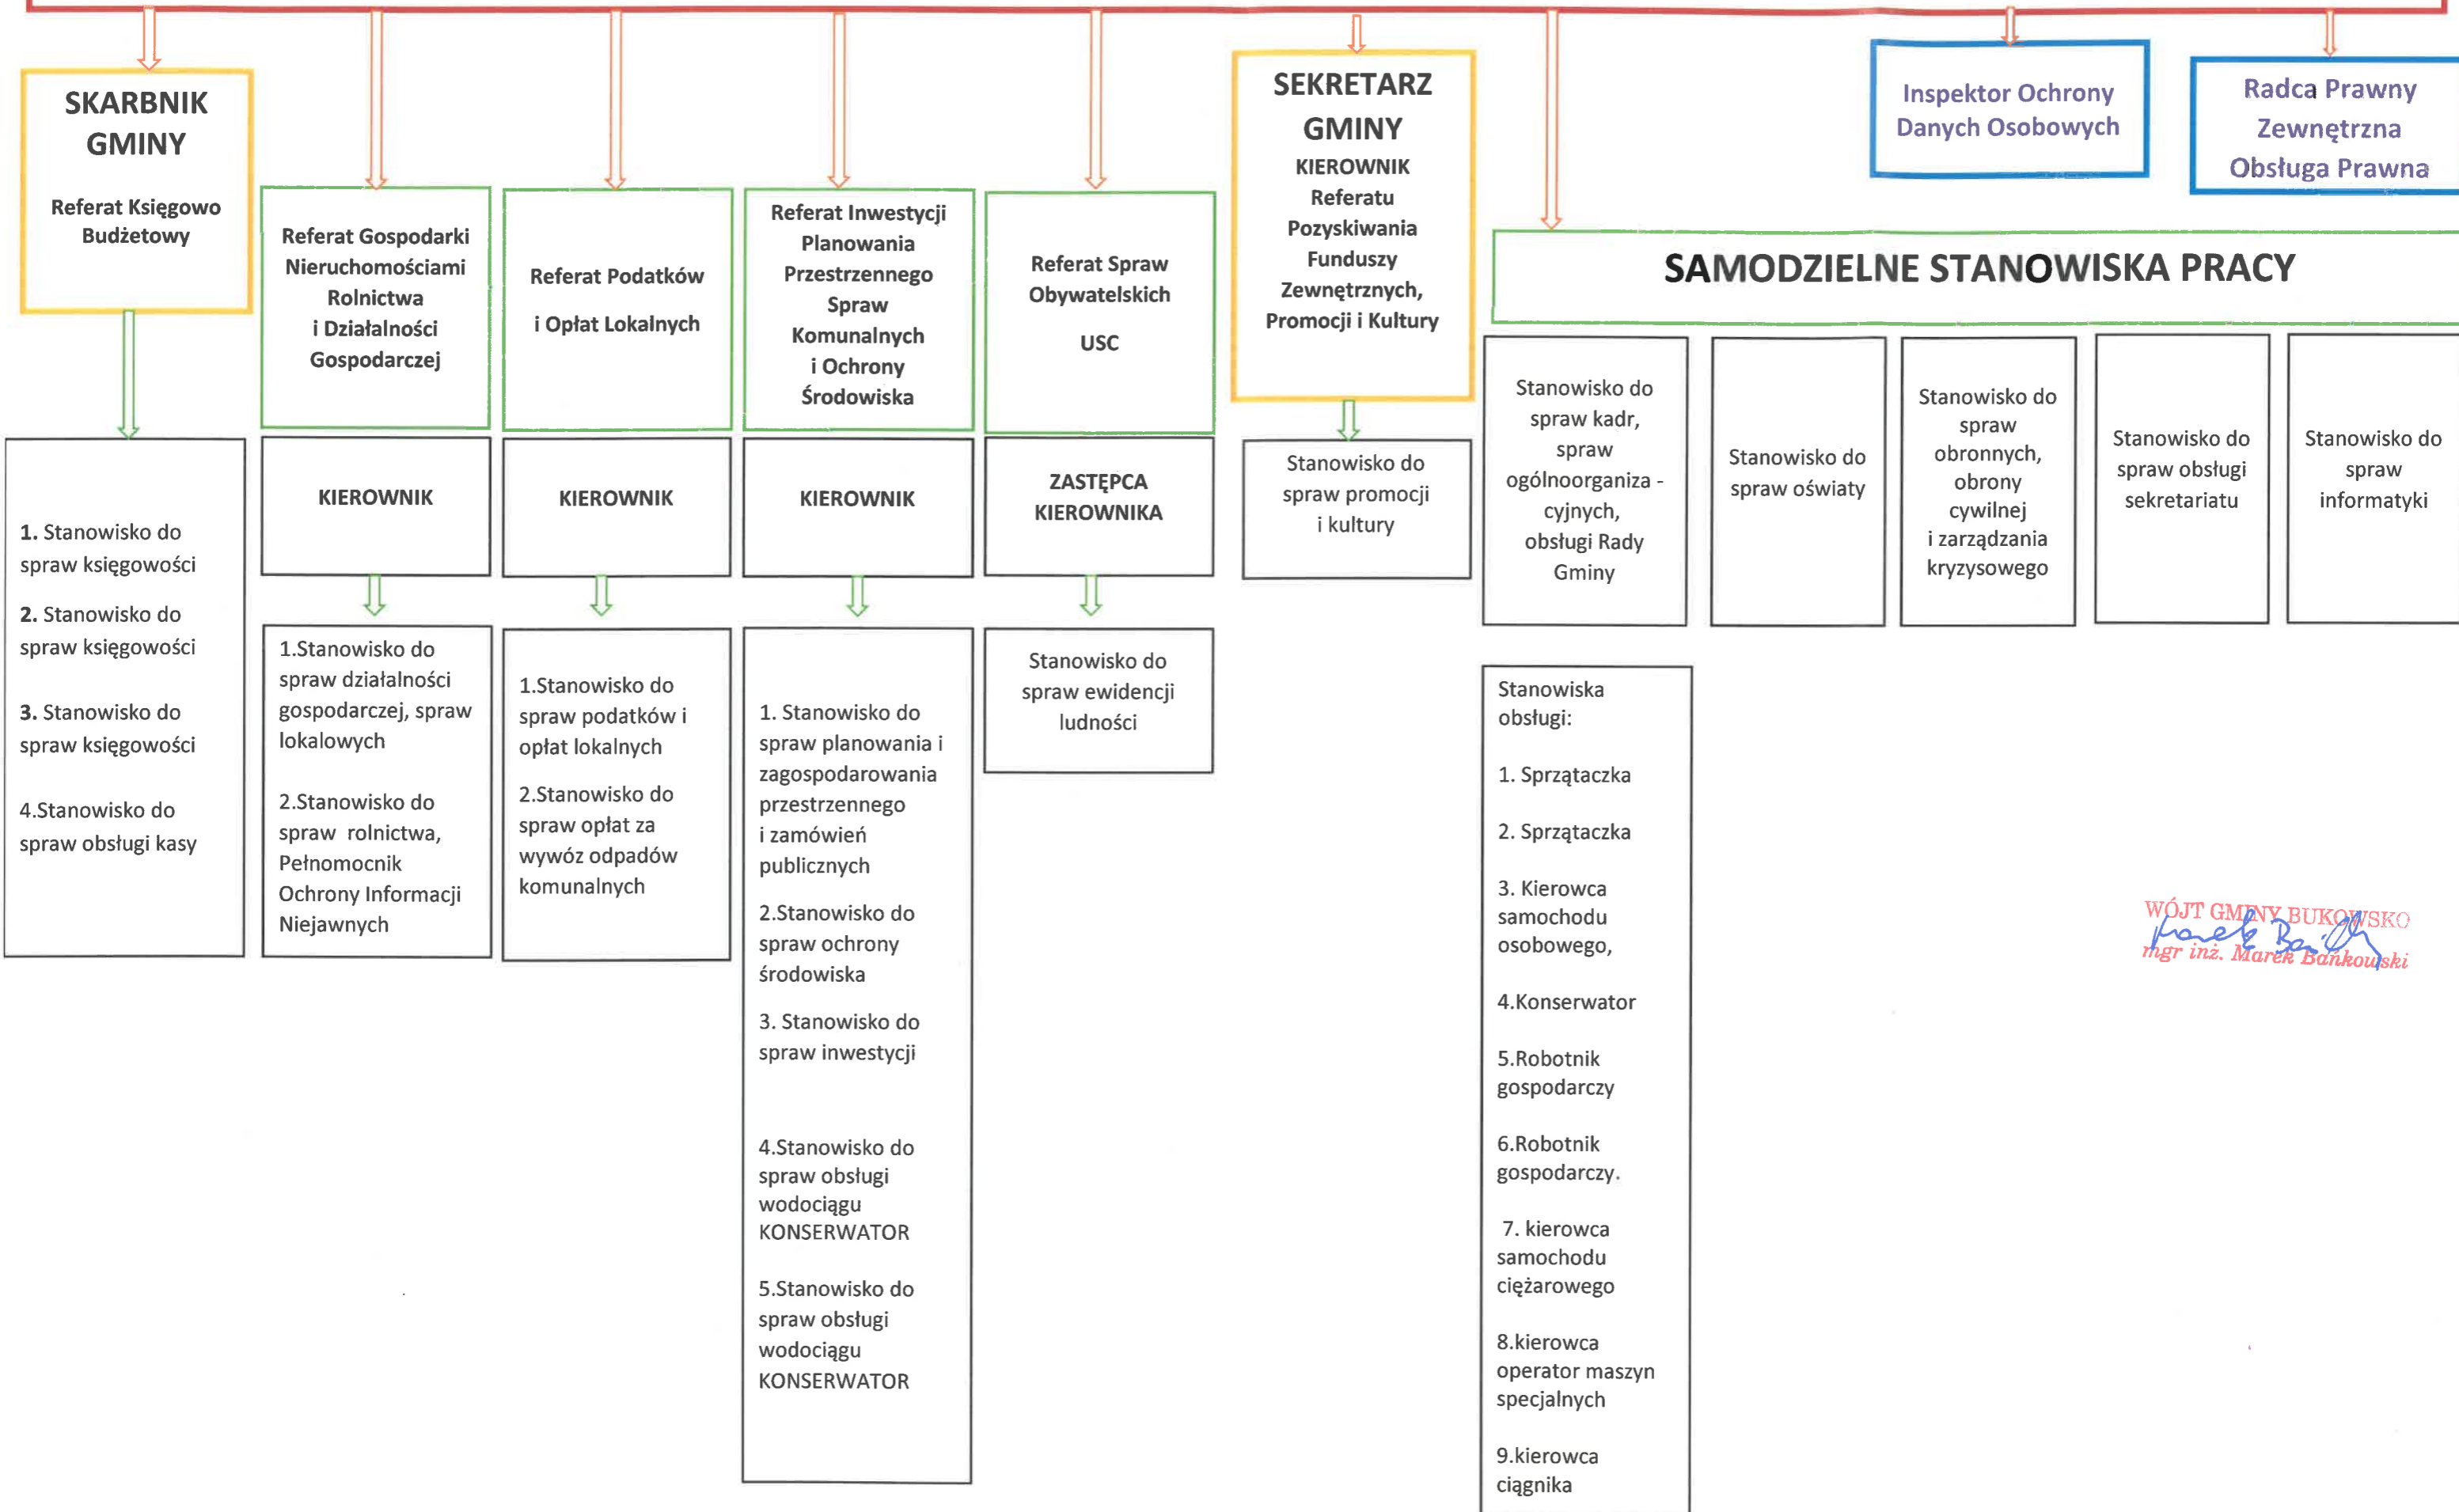 SKARBNIK
GMINY
Referat Księgowo
Budżetowy
Referat Gospodarki
Nieruchomościami
Rolnictwa
i Działalności
Gospodarczej
Referat Podatków
i Opłat Lokalnych
Referat Inwestycji
Planowania
Przestrzennego
Spraw
Komunalnych
i Ochrony
Środowiska
Referat Spraw
Obywatelskich
USC
SEKRETARZ
GMINY
KIEROWNIK
Referatu
Pozyskiwania
Funduszy
Zewnętrznych,
Promocji i Kultury
Inspektor Ochrony
Danych Osobowych
Radca Prawny
Zewnętrzna
Obsługa Prawna
SAMODZIELNE STANOWISKA PRACY
1. Stanowisko do
spraw księgowości
2. Stanowisko do
spraw księgowości
3. Stanowisko do
spraw księgowości
4.Stanowisko do
spraw obsługi kasy
KIEROWNIK
1.Stanowisko do
spraw działalności
gospodarczej, spraw
lokalowych
2.Stanowisko do
spraw rolnictwa,
Pełnomocnik
Ochrony Informacji
Niejawnych
KIEROWNIK
1.Stanowisko do
spraw podatków i
opłat lokalnych
2.Stanowisko do
spraw opłat za
wywóz odpadów
komunalnych
KIEROWNIK
1. Stanowisko do
spraw planowania i
zagospodarowania
przestrzennego
i zamówień
publicznych
2.Stanowisko do
spraw ochrony
środowiska
3. Stanowisko do
spraw inwestycji
4.Stanowisko do
spraw obsługi
wodociągu
KONSERWATOR
5.Stanowisko do
spraw obsługi
wodociągu
KONSERWATOR
ZASTĘPCA
KIEROWNIKA
Stanowisko do
spraw ewidencji
ludności
Stanowisko do
spraw promocji
i kultury
Stanowisko do
spraw kadr,
spraw
ogólnoorganiza -
cyjnych,
obsługi Rady
Gminy
Stanowisko do
spraw oświaty
Stanowisko do
spraw
obronnych,
obrony
cywilnej
i zarządzania
kryzysowego
Stanowisko do
spraw obsługi
sekretariatu
Stanowisko do
spraw
informatyki
Stanowiska
obsługi:
1. Sprzątaczka
2. Sprzątaczka
3. Kierowca
samochodu
osobowego,
4.Konserwator
5.Robotnik
gospodarczy
6.Robotnik
gospodarczy.
7. kierowca
samochodu
ciężarowego
8.kierowca
operator maszyn
specjalnych
9.kierowca
ciągnika
WÓJT GMINY BUKOWSKO
mgr inż. Marek Bańkowski